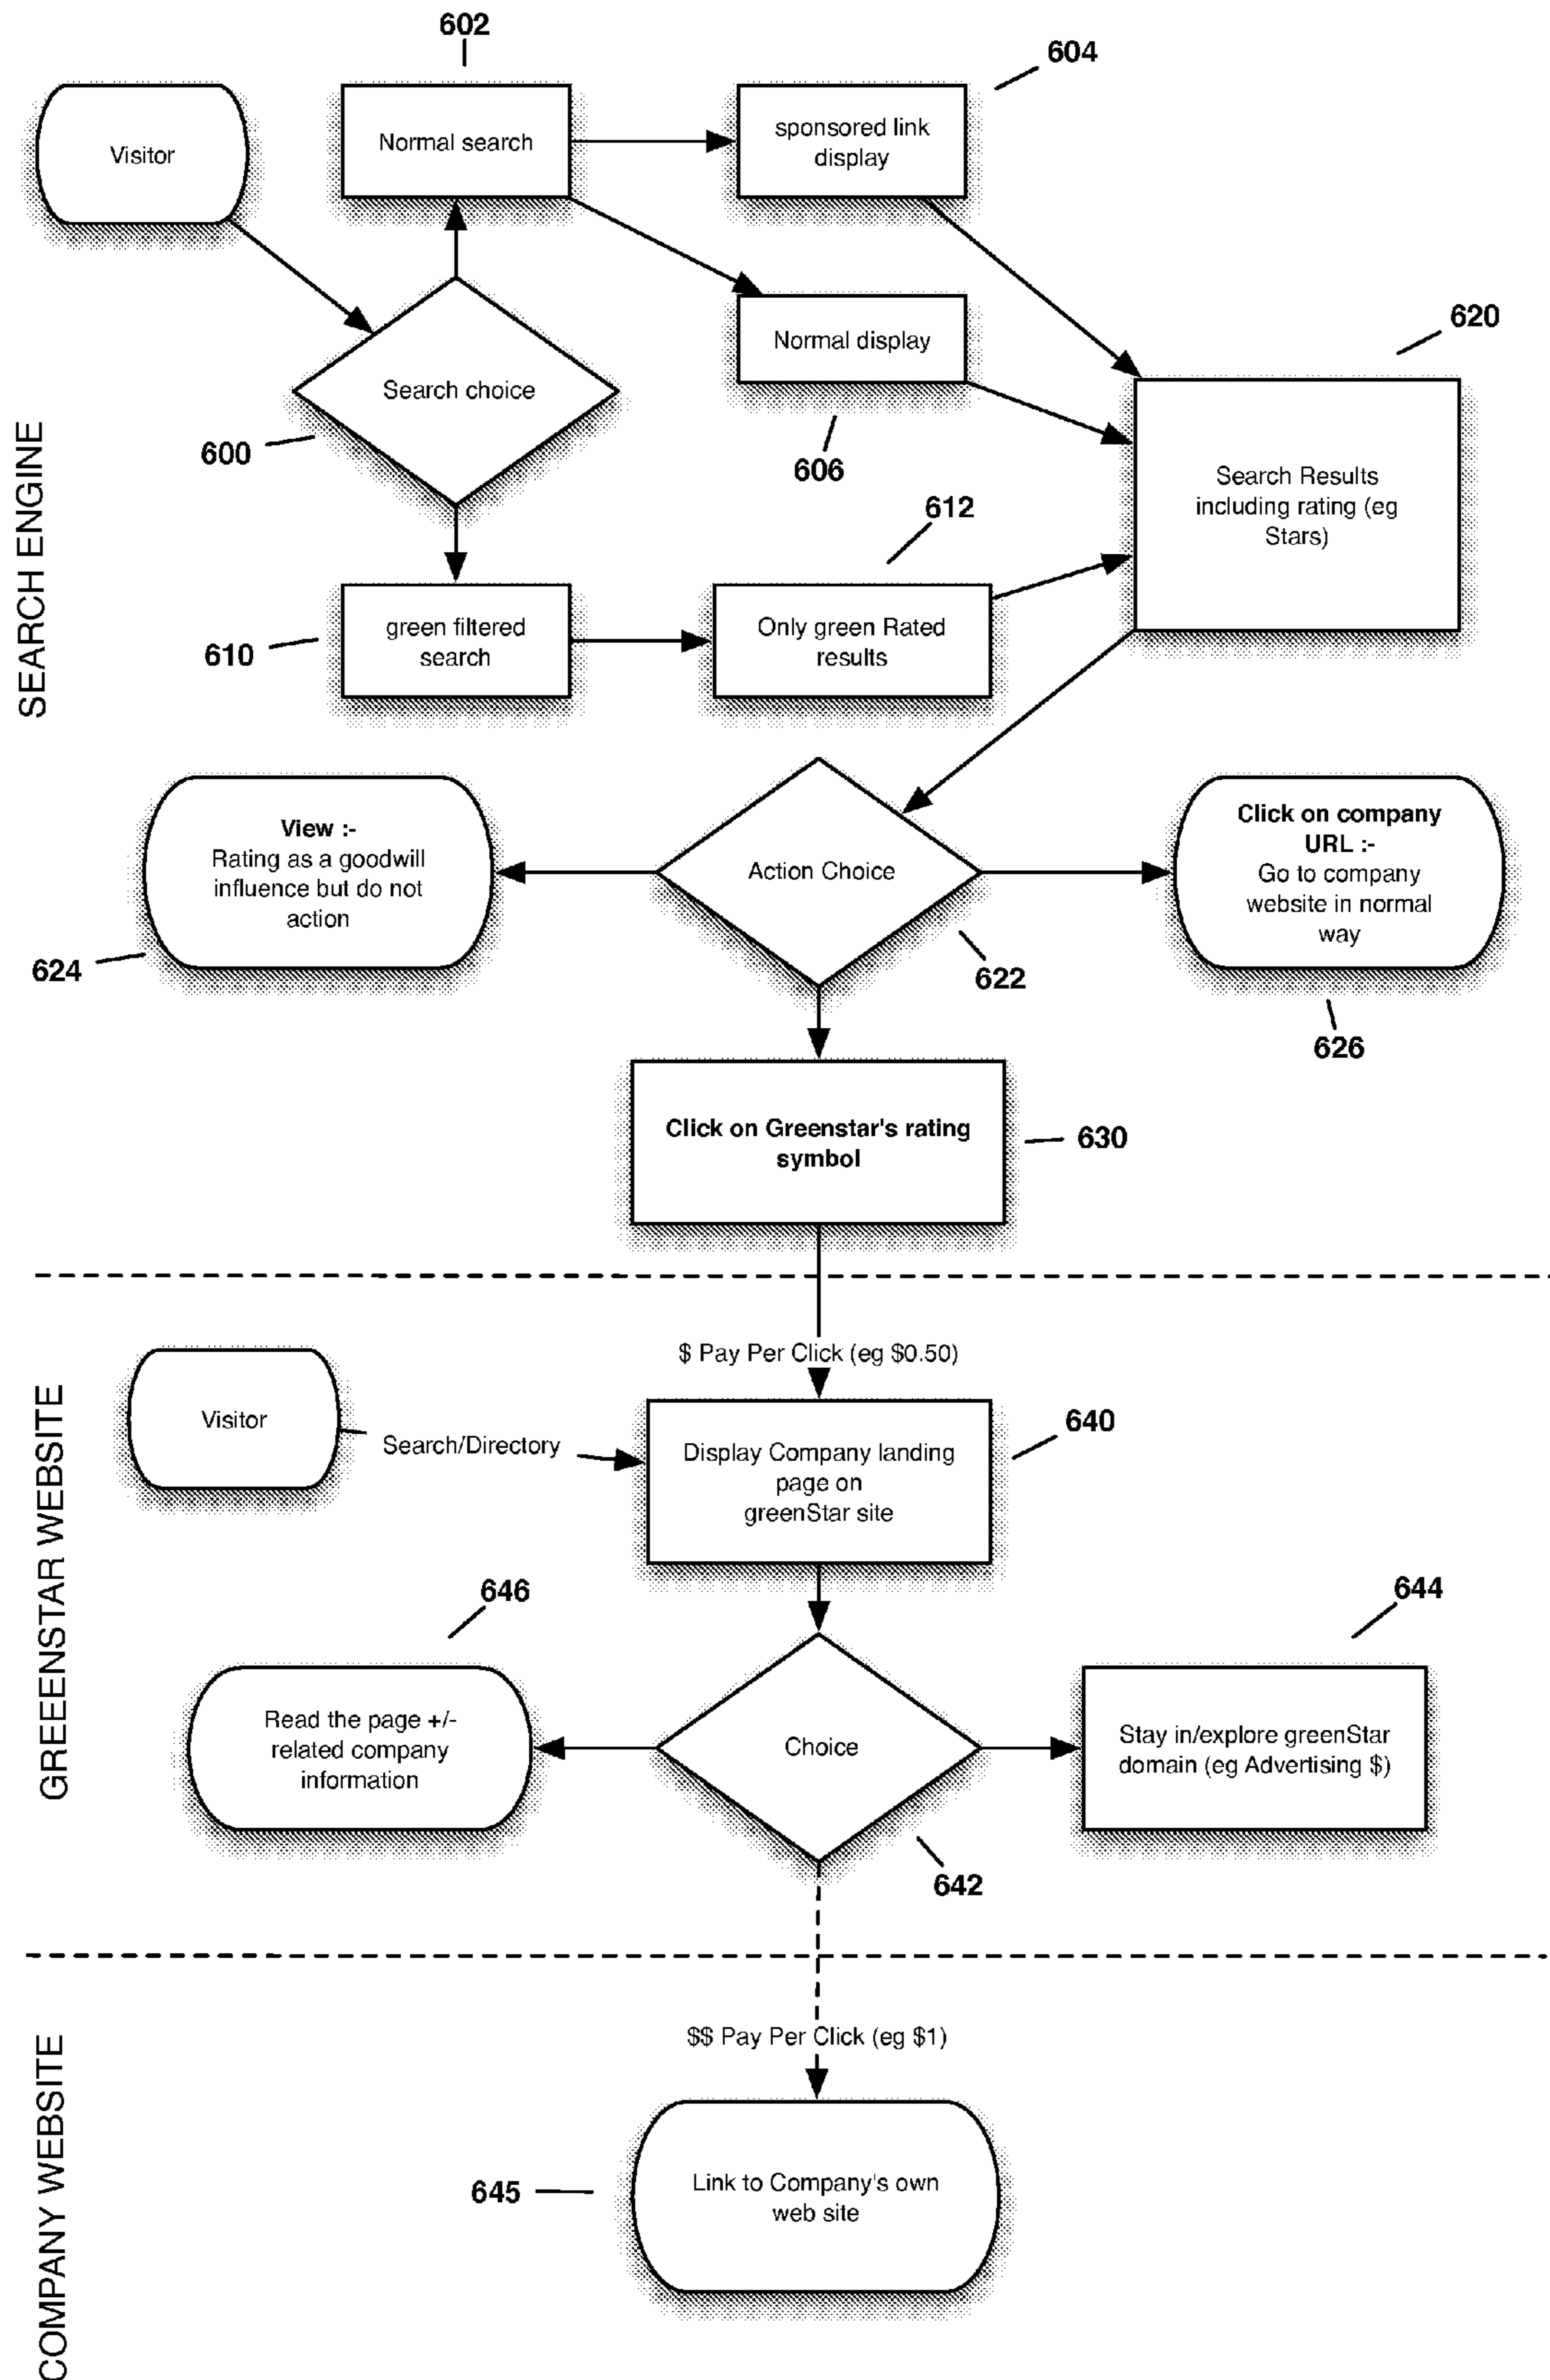 602
604
Visitor
Normal search
sponsored link
display
Normal display
620
Search choice
600
606
SEARCH ENGINE
Search Results
including rating (eg
Stars)
612
610
green filtered
search
Only green Rated
results
View :-
Rating as a goodwill
influence but do not
action
Action Choice
Click on company
URL :-
Go to company
website in normal
way
624
622
626
Click on Greenstar's rating
symbol
630
$ Pay Per Click (eg $0.50)
GREEENSTAR WEBSITE
Visitor
Search/Directory
Display Company landing
page on
greenStar site
640
646
644
Read the page +/-
related company
information
Choice
Stay in/explore greenStar
domain (eg Advertising $)
642
COMPANY WEBSITE
$$ Pay Per Click (eg $1)
645
Link to Company's own
web site